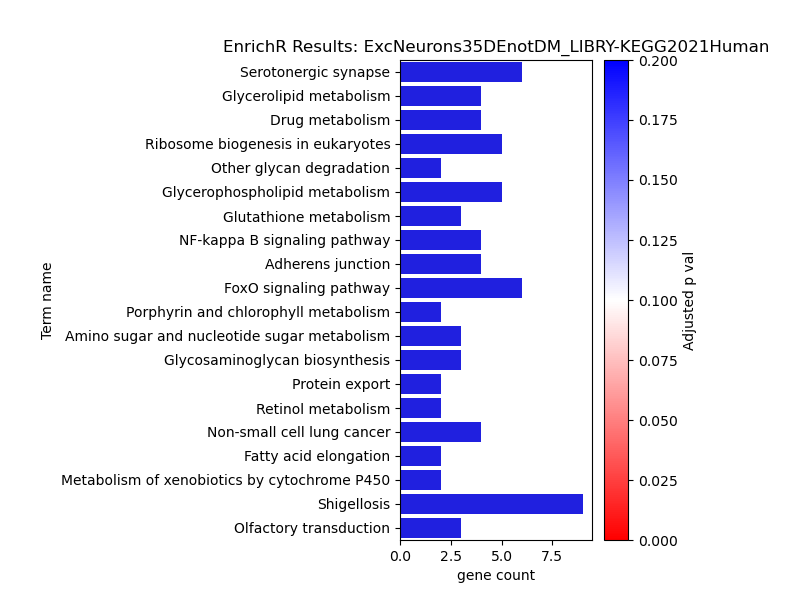 EnrichR Results: ExcNeurons35DEnotDM_LIBRY-KEGG2021Human
Term name
Serotonergic synapse
Glycerolipid metabolism
Drug metabolism
Ribosome biogenesis in eukaryotes
Other glycan degradation
Glycerophospholipid metabolism
Glutathione metabolism
NF-kappa B signaling pathway
Adherens junction
FoxO signaling pathway
Porphyrin and chlorophyll metabolism
Amino sugar and nucleotide sugar metabolism
Glycosaminoglycan biosynthesis
Protein export
Retinol metabolism
Non-small cell lung cancer
Fatty acid elongation
Metabolism of xenobiotics by cytochrome P450
Shigellosis
Olfactory transduction
0.0 2.5 5.0 7.5
gene count
0.200
0.175
0.150
0.125
0.100
0.075
0.050
0.025
0.000
Adjusted p val